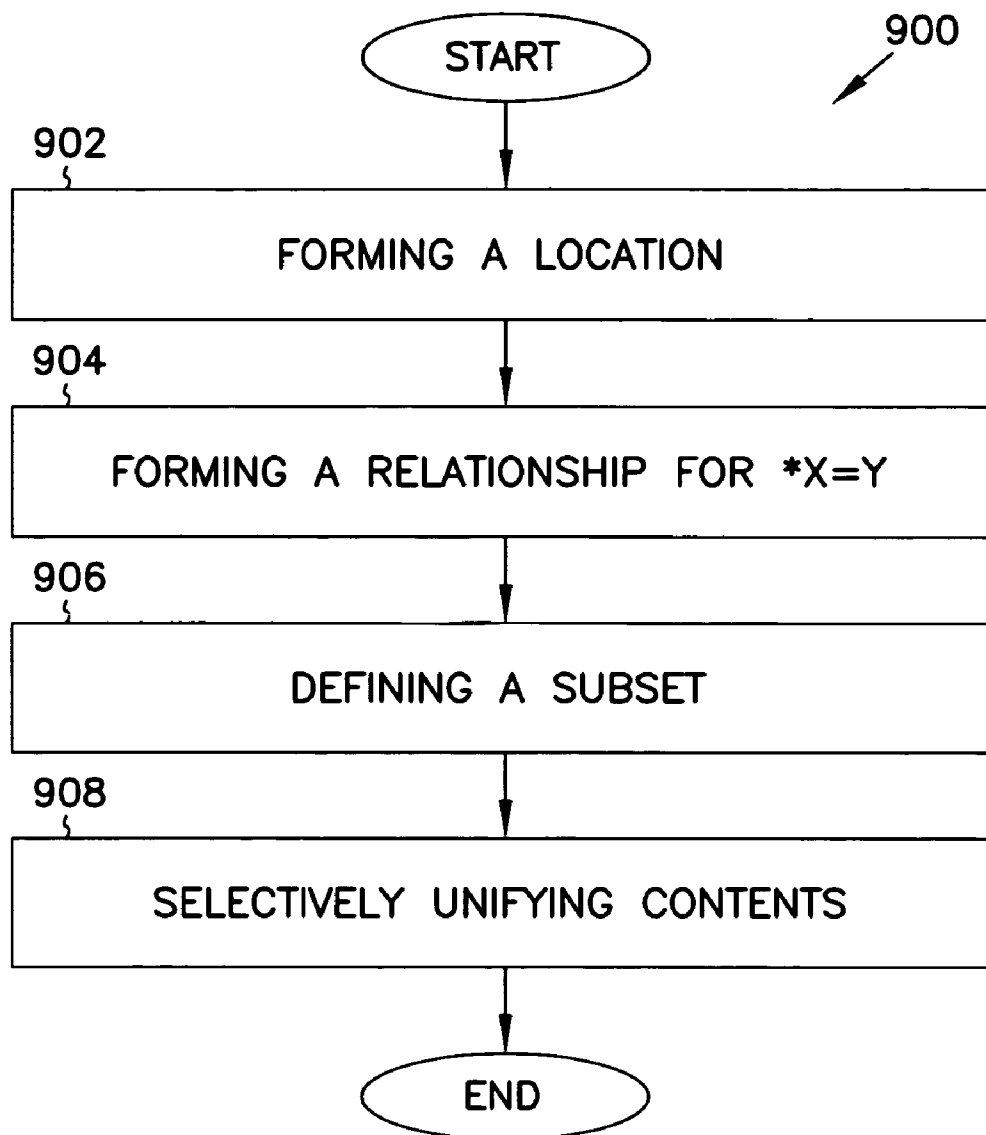 START
900
902
FORMING A LOCATION
904
FORMING A RELATIONSHIP FOR *X=Y
906
DEFINING A SUBSET
908
SELECTIVELY UNIFYING CONTENTS
END